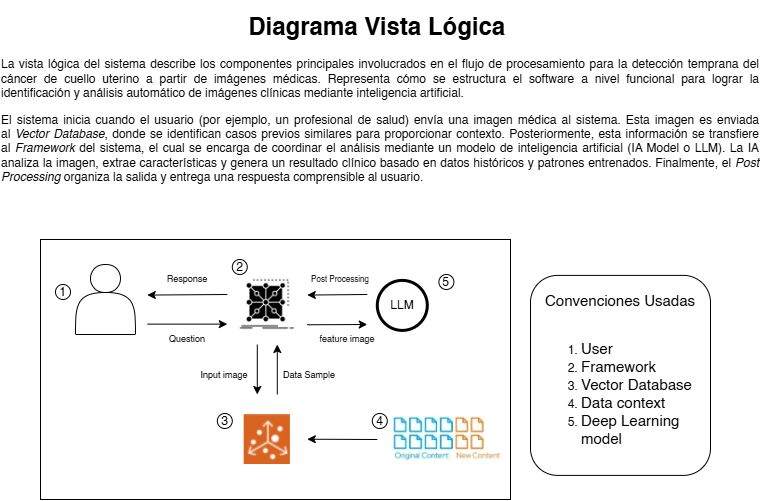 Diagrama Vista Lógica
La vista lógica del sistema describe los componentes principales involucrados en el flujo de procesamiento para la detección temprana del
cáncer de cuello uterino a partir de imágenes médicas. Representa cómo se estructura el software a nivel funcional para lograr la
identificación y análisis automático de imágenes clínicas mediante inteligencia artificial.
El sistema inicia cuando el usuario (por ejemplo, un profesional de salud) envía una imagen médica al sistema. Esta imagen es enviada
al Vector Database, donde se identifican casos previos similares para proporcionar contexto. Posteriormente, esta información se transfiere
al Framework del sistema, el cual se encarga de coordinar el análisis mediante un modelo de inteligencia artificial (IA Model o LLM). La IA
analiza la imagen, extrae características y genera un resultado clínico basado en datos históricos y patrones entrenados. Finalmente, el Post
Processing organiza la salida y entrega una respuesta comprensible al usuario.
1
Response
Question
2
Post Processing
feature image
LLM
5
Input image
Data Sample
3
4
Original Content
New Content
Convenciones Usadas
1. User
2. Framework
3. Vector Database
4. Data context
5. Deep Learning
model